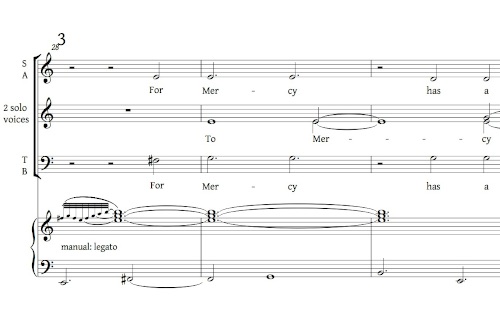 3
28
S
A
For Mer - cy has a
2 solo
voices
To Mer - - cy
T
B
For Mer - cy has a
manual: legato